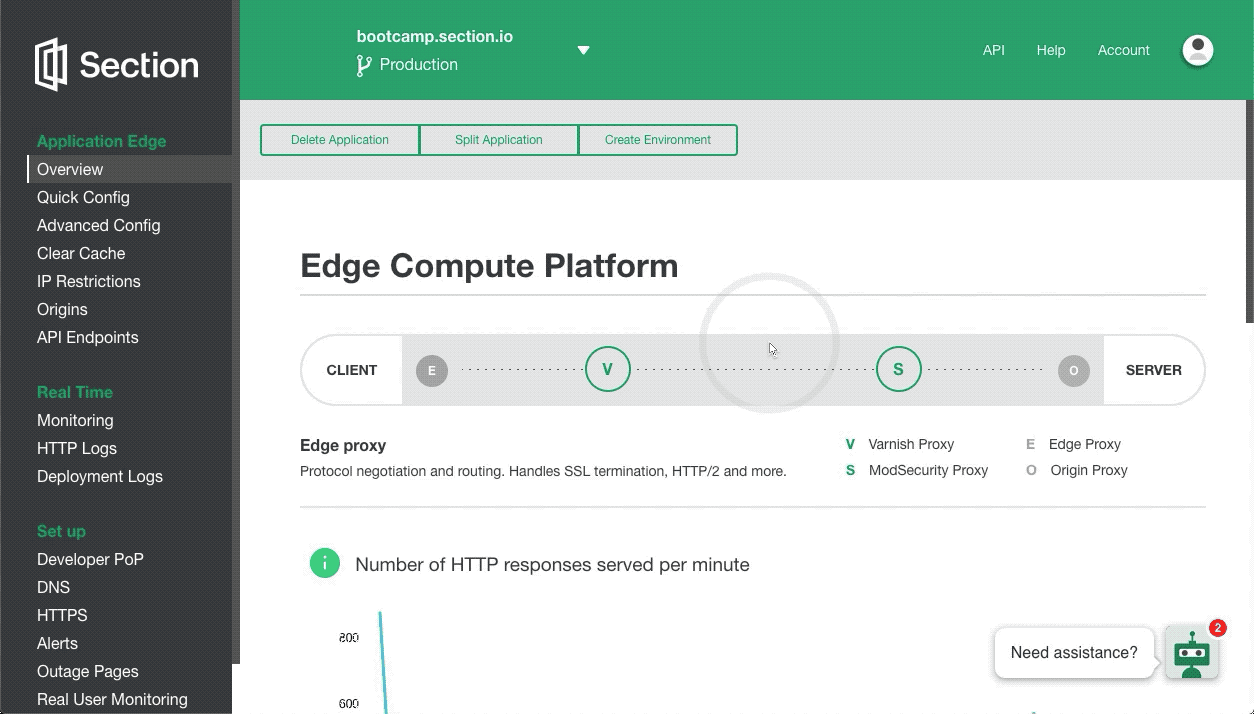 Section
Application Edge
Overview
Quick Config
Advanced Config
Clear Cache
IP Restrictions
Origins
API Endpoints
Real Time
Monitoring
HTTP Logs
Deployment Logs
Set up
Developer PoP
DNS
HTTPS
Alerts
Outage Pages
Real User Monitoring
bootcamp.section.io
Production
API Help Account
Delete Application Split Application Create Environment
Edge Compute Platform
CLIENT E V S O SERVER
Edge proxy
Protocol negotiation and routing. Handles SSL termination, HTTP/2 and more.
V Varnish Proxy E Edge Proxy
S ModSecurity Proxy O Origin Proxy
i Number of HTTP responses served per minute
800
600
Need assistance?
2